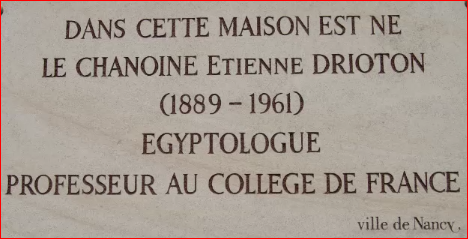 DANS CETTE MAISON EST NE
LE CHANOINE ETIENNE DRIOTON
(1889 – 1961)
EGYPTOLOGUE
PROFESSEUR AU COLLEGE DE FRANCE
ville de Nancy.